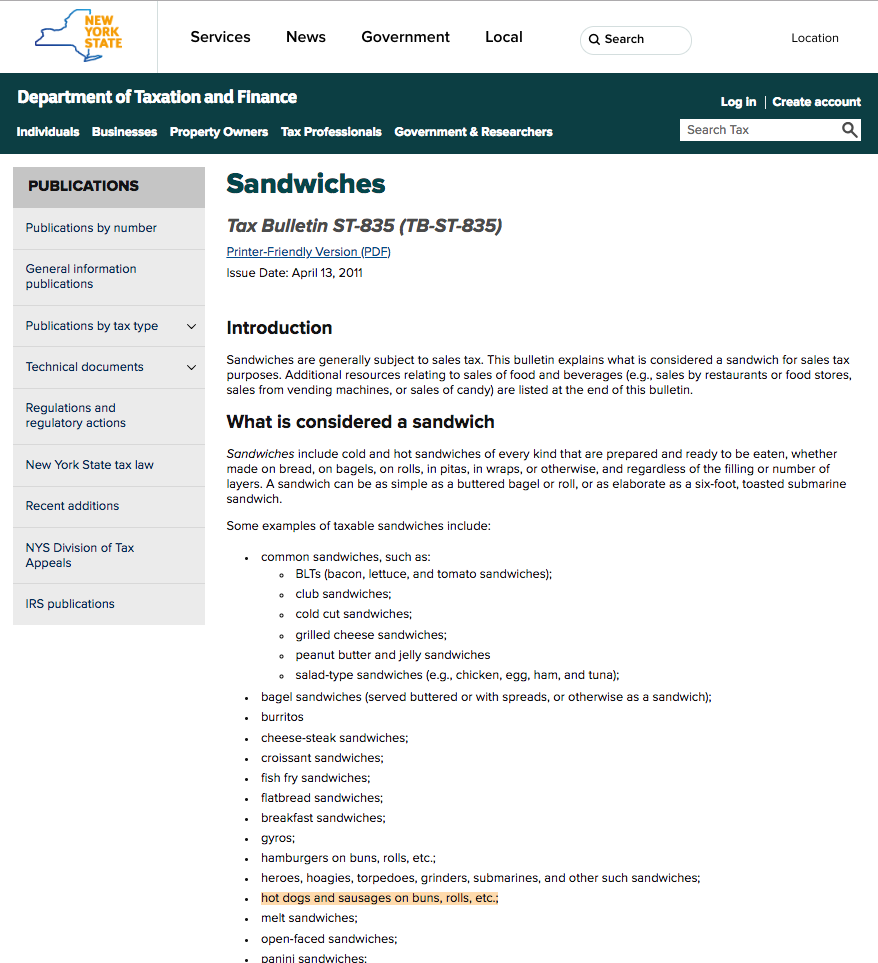 NEW
YORK
STATE
Services News Government Local Search Location
Department of Taxation and Finance
Log in | Create account
Individuals Businesses Property Owners Tax Professionals Government & Researchers
Search Tax
PUBLICATIONS
Publications by number
General information
publications
Publications by tax type
Technical documents
Regulations and
regulatory actions
New York State tax law
Recent additions
NYS Division of Tax
Appeals
IRS publications
Sandwiches
Tax Bulletin ST-835 (TB-ST-835)
Printer-Friendly Version (PDF)
Issue Date: April 13, 2011
Introduction
Sandwiches are generally subject to sales tax. This bulletin explains what is considered a sandwich for sales tax
purposes. Additional resources relating to sales of food and beverages (e.g., sales by restaurants or food stores,
sales from vending machines, or sales of candy) are listed at the end of this bulletin.
What is considered a sandwich
Sandwiches include cold and hot sandwiches of every kind that are prepared and ready to be eaten, whether
made on bread, on bagels, on rolls, in pitas, in wraps, or otherwise, and regardless of the filling or number of
layers. A sandwich can be as simple as a buttered bagel or roll, or as elaborate as a six-foot, toasted submarine
sandwich.
Some examples of taxable sandwiches include:
common sandwiches, such as:
BLTs (bacon, lettuce, and tomato sandwiches);
club sandwiches;
cold cut sandwiches;
grilled cheese sandwiches;
peanut butter and jelly sandwiches
salad-type sandwiches (e.g., chicken, egg, ham, and tuna);
bagel sandwiches (served buttered or with spreads, or otherwise as a sandwich);
burritos
cheese-steak sandwiches;
croissant sandwiches;
fish fry sandwiches;
flatbread sandwiches;
breakfast sandwiches;
gyros;
hamburgers on buns, rolls, etc.;
heroes, hoagies, torpedoes, grinders, submarines, and other such sandwiches;
hot dogs and sausages on buns, rolls, etc.;
melt sandwiches;
open-faced sandwiches;
panini sandwiches;